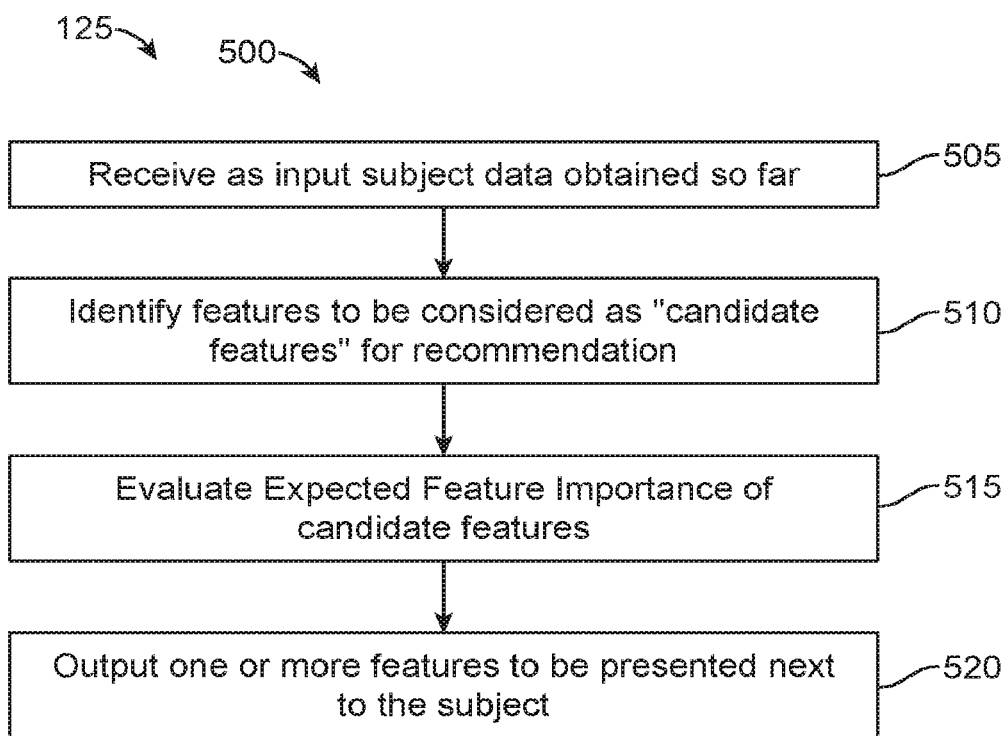 125
500
Receive as input subject data obtained so far
505
Identify features to be considered as "candidate
features" for recommendation
510
Evaluate Expected Feature Importance of
candidate features
515
Output one or more features to be presented next
to the subject
520